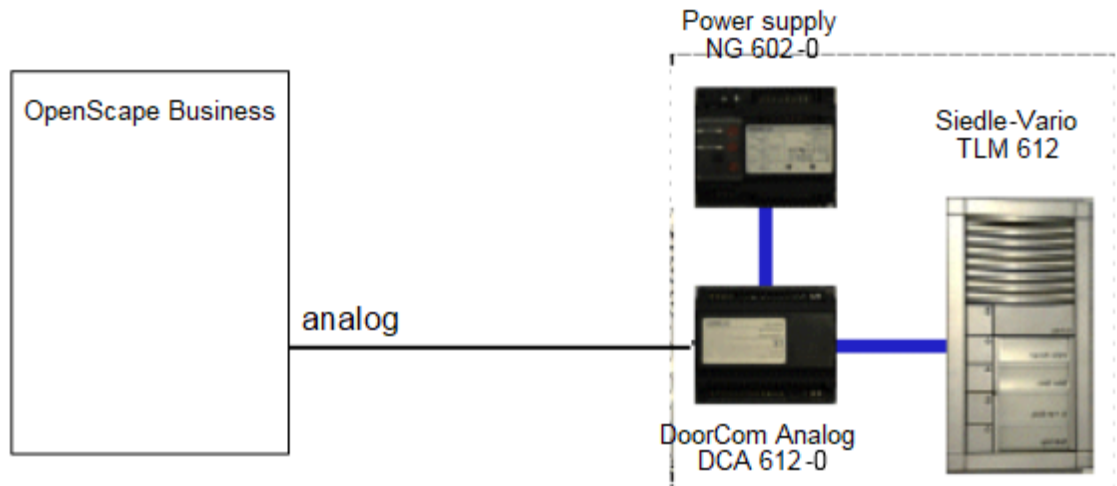 Power supply
NG 602-0
OpenScape Business
Siedle-Vario
TLM 612
analog
DoorCom Analog
DCA 612-0